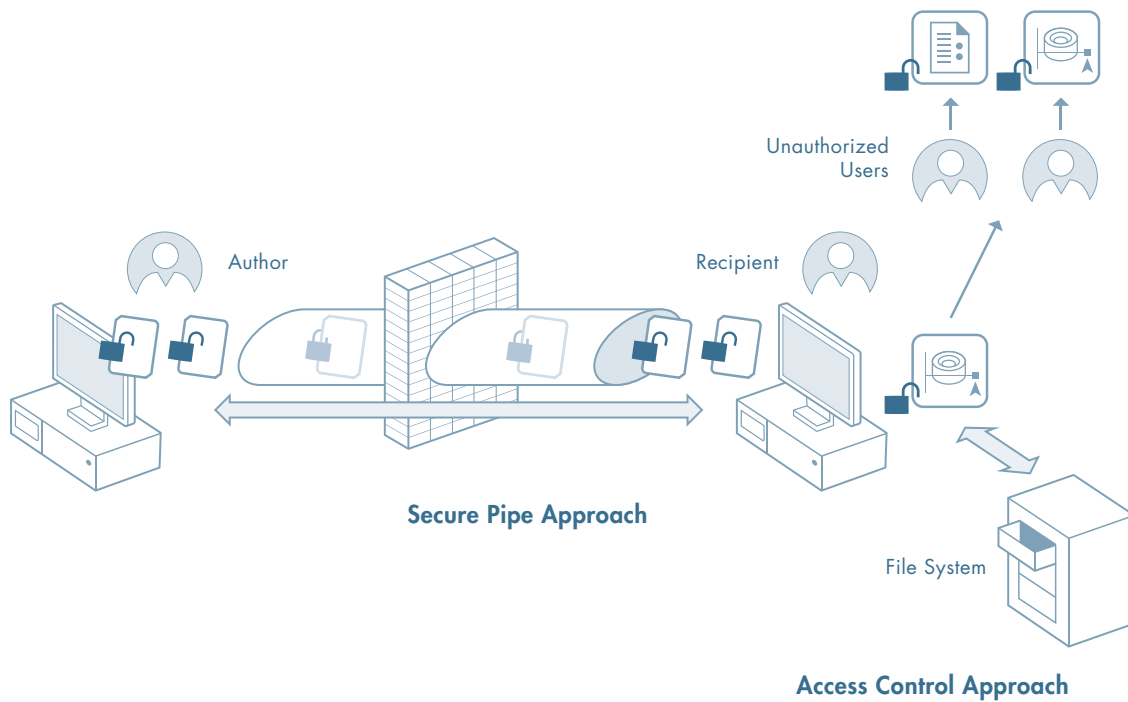 Unauthorized
Users
Author
Recipient
Secure Pipe Approach
File System
Access Control Approach